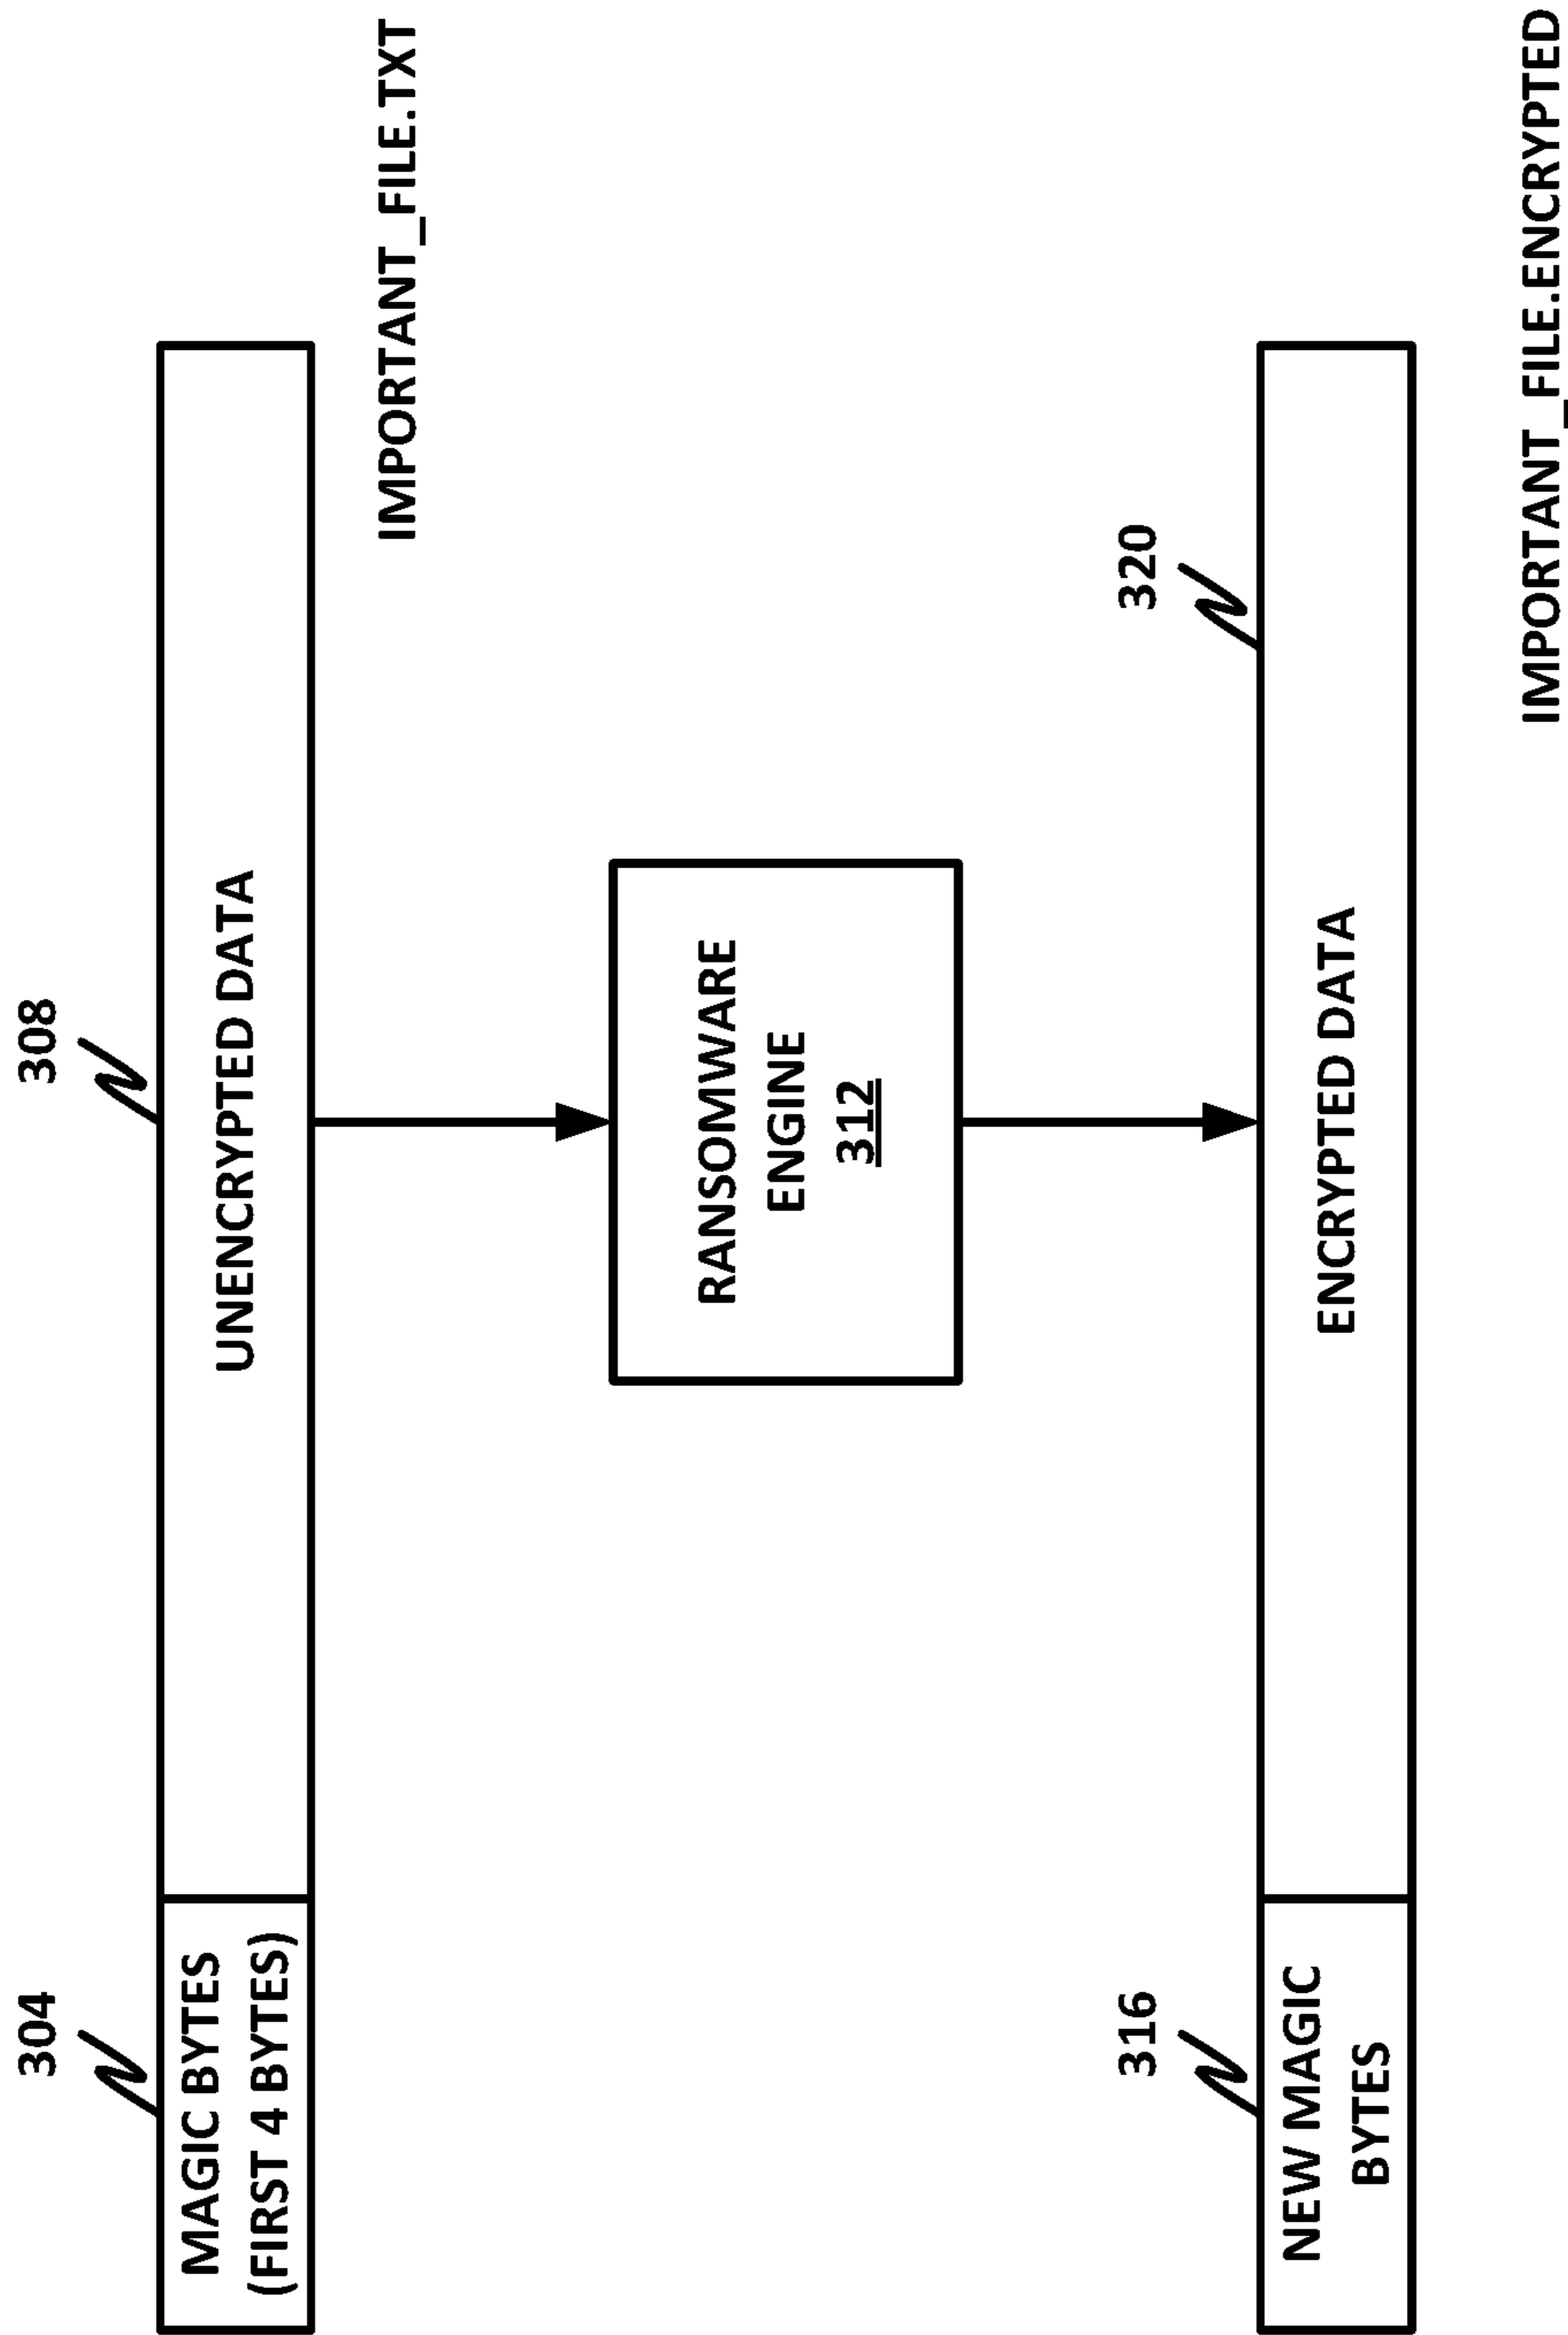 304
308
MAGIC BYTES
(FIRST 4 BYTES)
UNENCRYPTED DATA
IMPORTANT_FILE.TXT
RANSOMWARE
ENGINE
312
316
320
NEW MAGIC
BYTES
ENCRYPTED DATA
IMPORTANT_FILE.ENCRYPTED